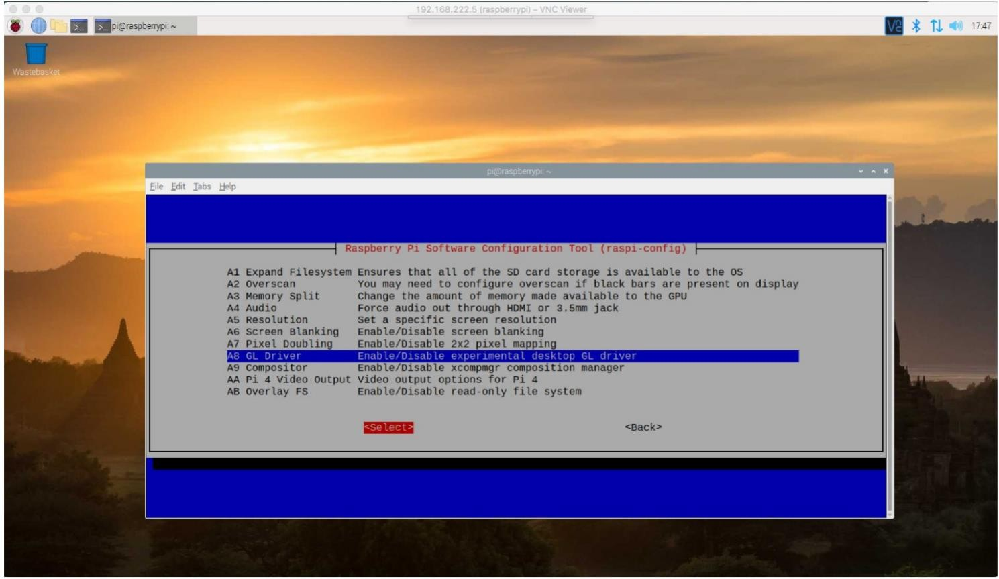 192.168.222.5 (raspberrypi) – VNC Viewer
>_ >_ pi@raspberrypi: ~ 17:47
Wastebasket
pi@raspberrypi: ~
File Edit Tabs Help
Raspberry Pi Software Configuration Tool (raspi-config)
A1 Expand Filesystem Ensures that all of the SD card storage is available to the OS
A2 Overscan You may need to configure overscan if black bars are present on display
A3 Memory Split Change the amount of memory made available to the GPU
A4 Audio Force audio out through HDMI or 3.5mm jack
A5 Resolution Set a specific screen resolution
A6 Screen Blanking Enable/Disable screen blanking
A7 Pixel Doubling Enable/Disable 2x2 pixel mapping
A8 GL Driver Enable/Disable experimental desktop GL driver
A9 Compositor Enable/Disable xcompmgr composition manager
AA Pi 4 Video Output Video output options for Pi 4
AB Overlay FS Enable/Disable read-only file system
<Select> <Back>